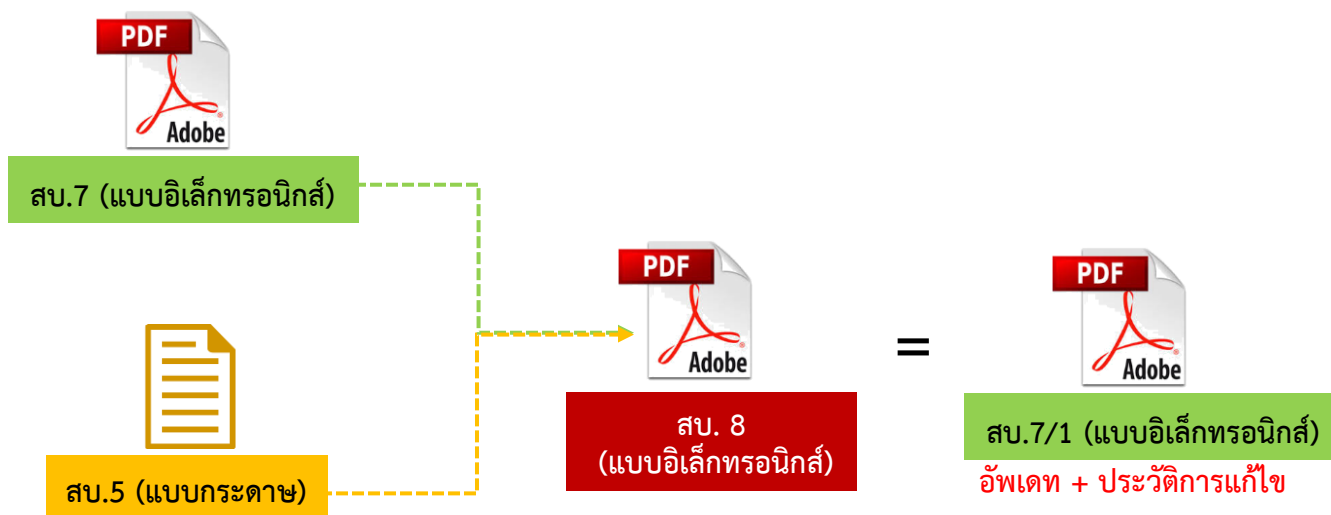 PDF
Adobe
สบ.7 (แบบอิเล็กทรอนิกส์)
สบ.5 (แบบกระดาษ)
PDF
Adobe
สบ. 8
(แบบอิเล็กทรอนิกส์)
=
PDF
Adobe
สบ.7/1 (แบบอิเล็กทรอนิกส์)
อัพเดท + ประวัติการแก้ไข